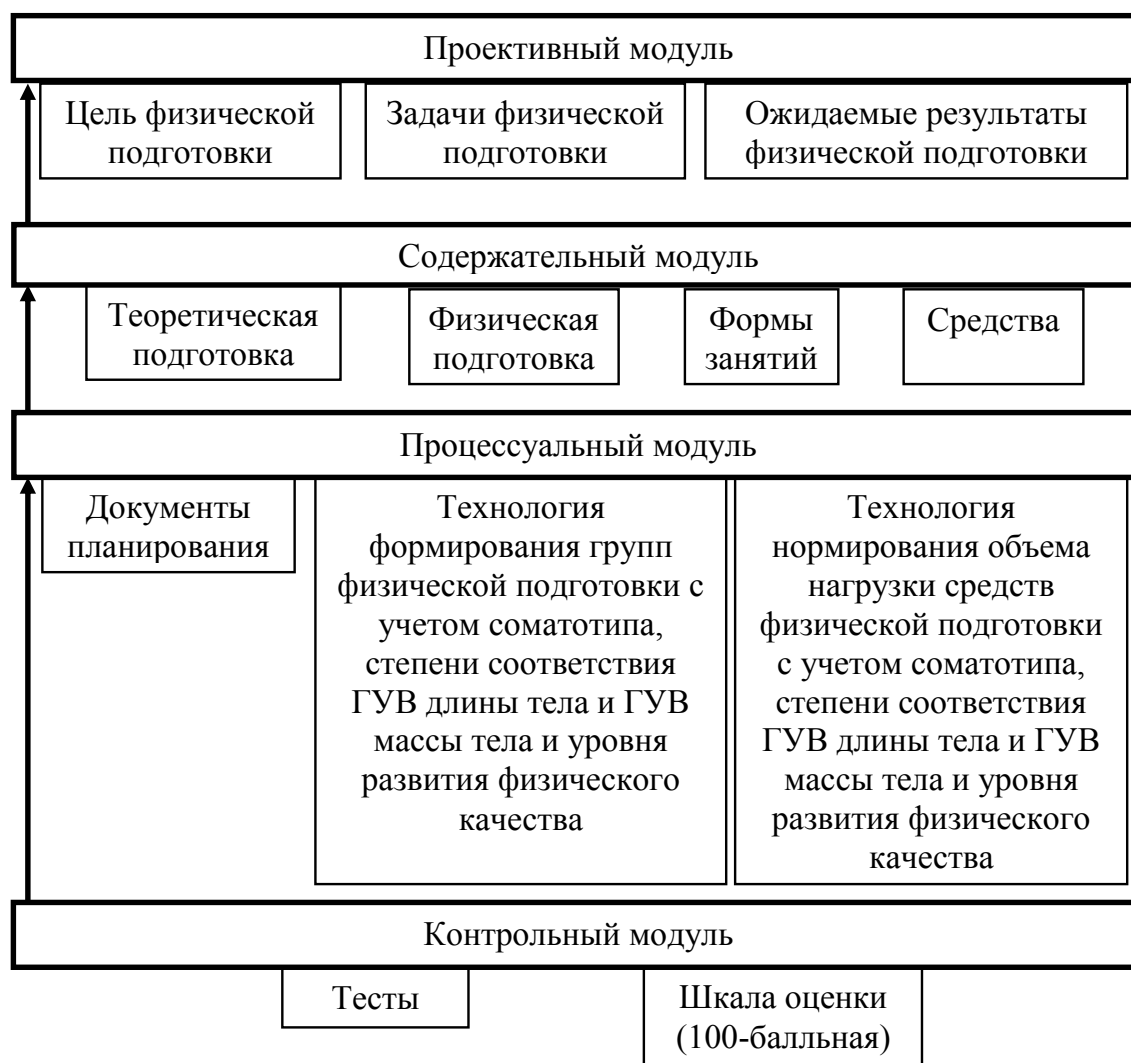 Проективный модуль
Цель физической
подготовки
Задачи физической
подготовки
Ожидаемые результаты
физической подготовки
Содержательный модуль
Теоретическая
подготовка
Физическая
подготовка
Формы
занятий
Средства
Процессуальный модуль
Документы
планирования
Технология
формирования групп
физической подготовки с
учетом соматотипа,
степени соответствия
ГУВ длины тела и ГУВ
массы тела и уровня
развития физического
качества
Технология
нормирования объема
нагрузки средств
физической подготовки
с учетом соматотипа,
степени соответствия
ГУВ длины тела и ГУВ
массы тела и уровня
развития физического
качества
Контрольный модуль
Тесты
Шкала оценки
(100-балльная)